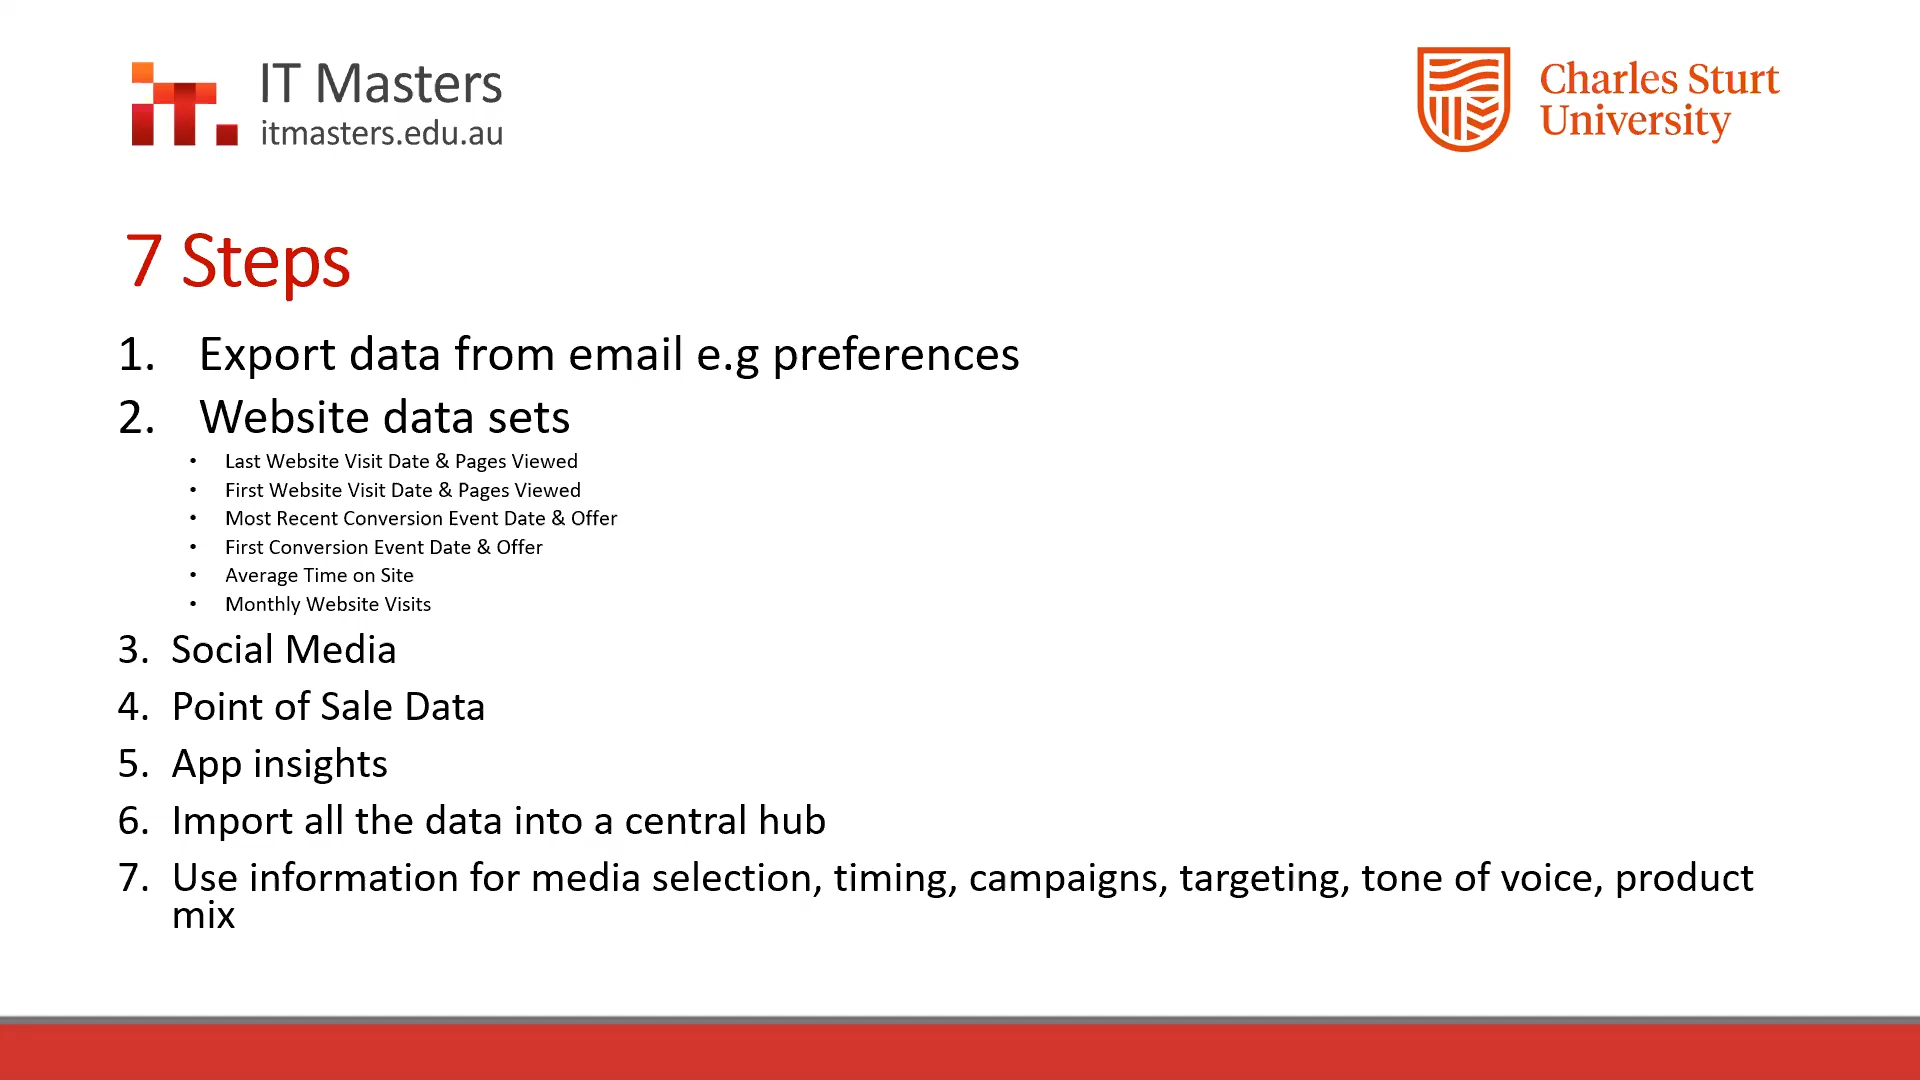 IT Masters
itmasters.edu.au
Charles Sturt
University
7 Steps
1. Export data from email e.g preferences
2. Website data sets
• Last Website Visit Date & Pages Viewed
• First Website Visit Date & Pages Viewed
• Most Recent Conversion Event Date & Offer
• First Conversion Event Date & Offer
• Average Time on Site
• Monthly Website Visits
3. Social Media
4. Point of Sale Data
5. App insights
6. Import all the data into a central hub
7. Use information for media selection, timing, campaigns, targeting, tone of voice, product
mix